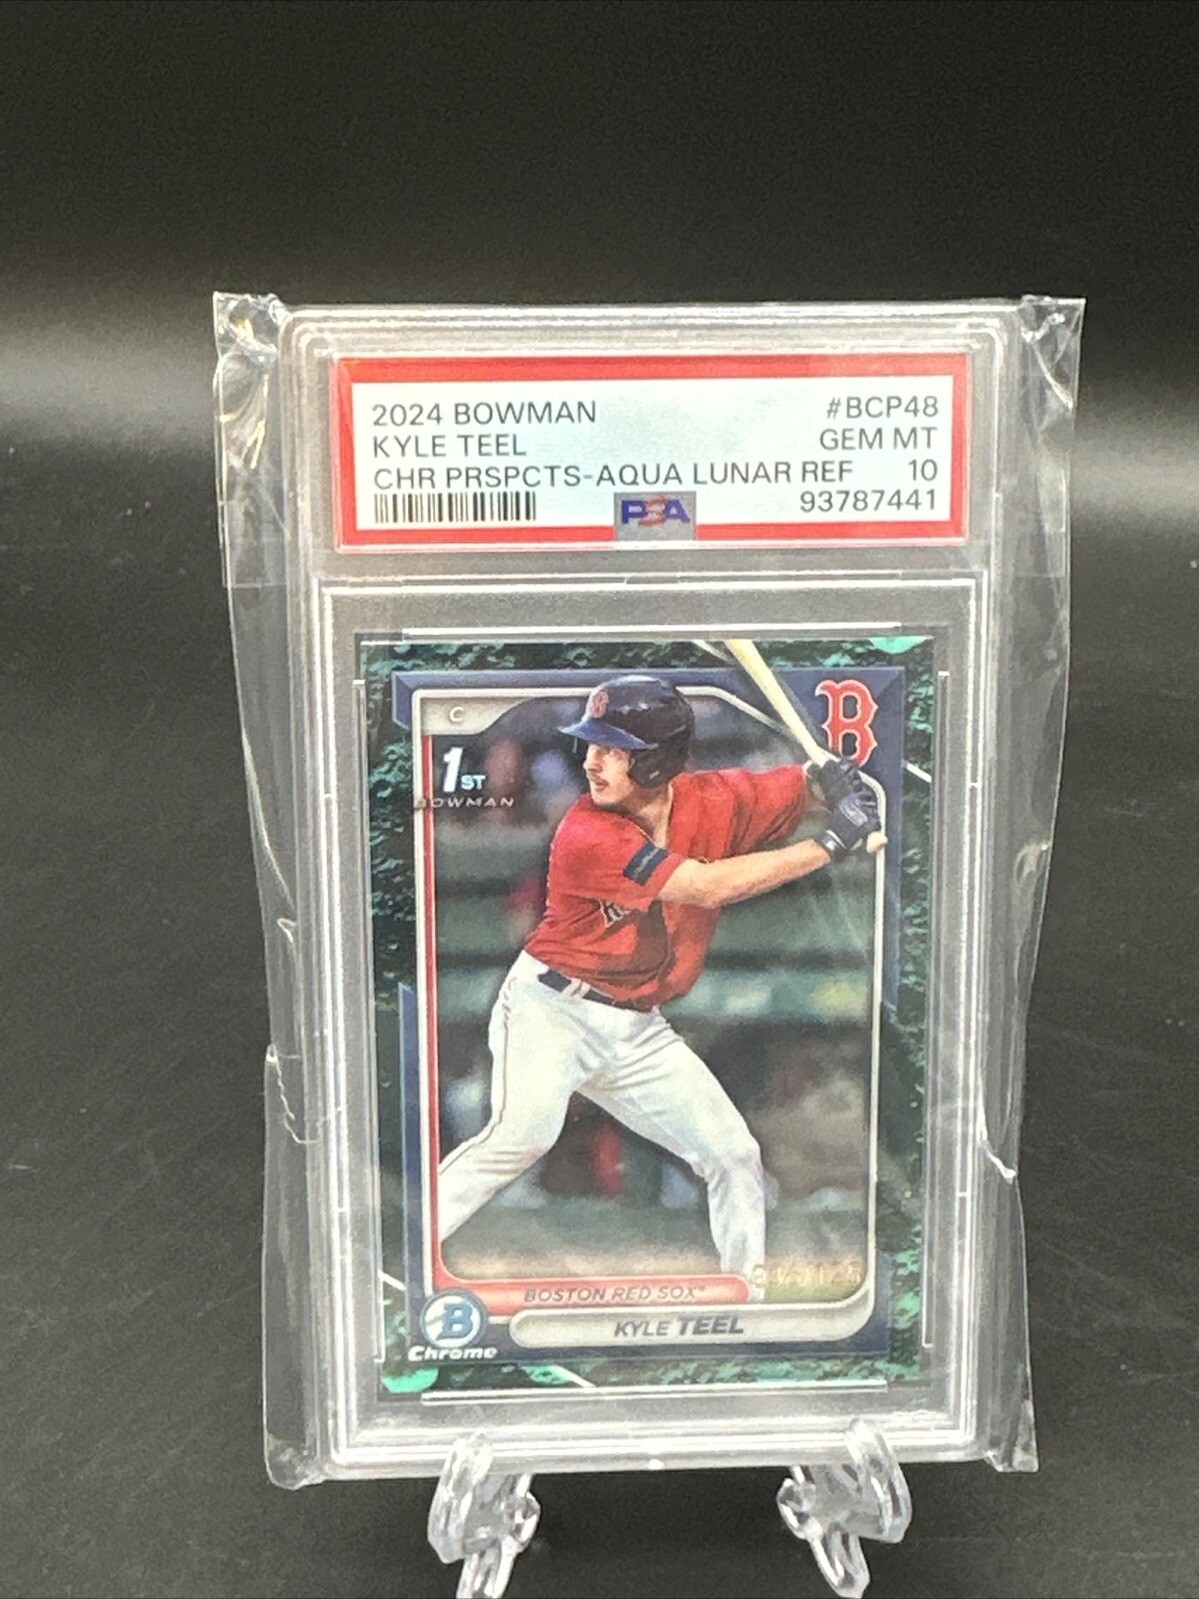 2024 BOWMAN #BCP48
KYLE TEEL GEM MT
CHR PRSPCTS-AQUA LUNAR REF 10
PSA 93787441
B
C
B
1ST
BOWMAN
BOSTON RED SOX
KYLE TEEL
B
Chrome